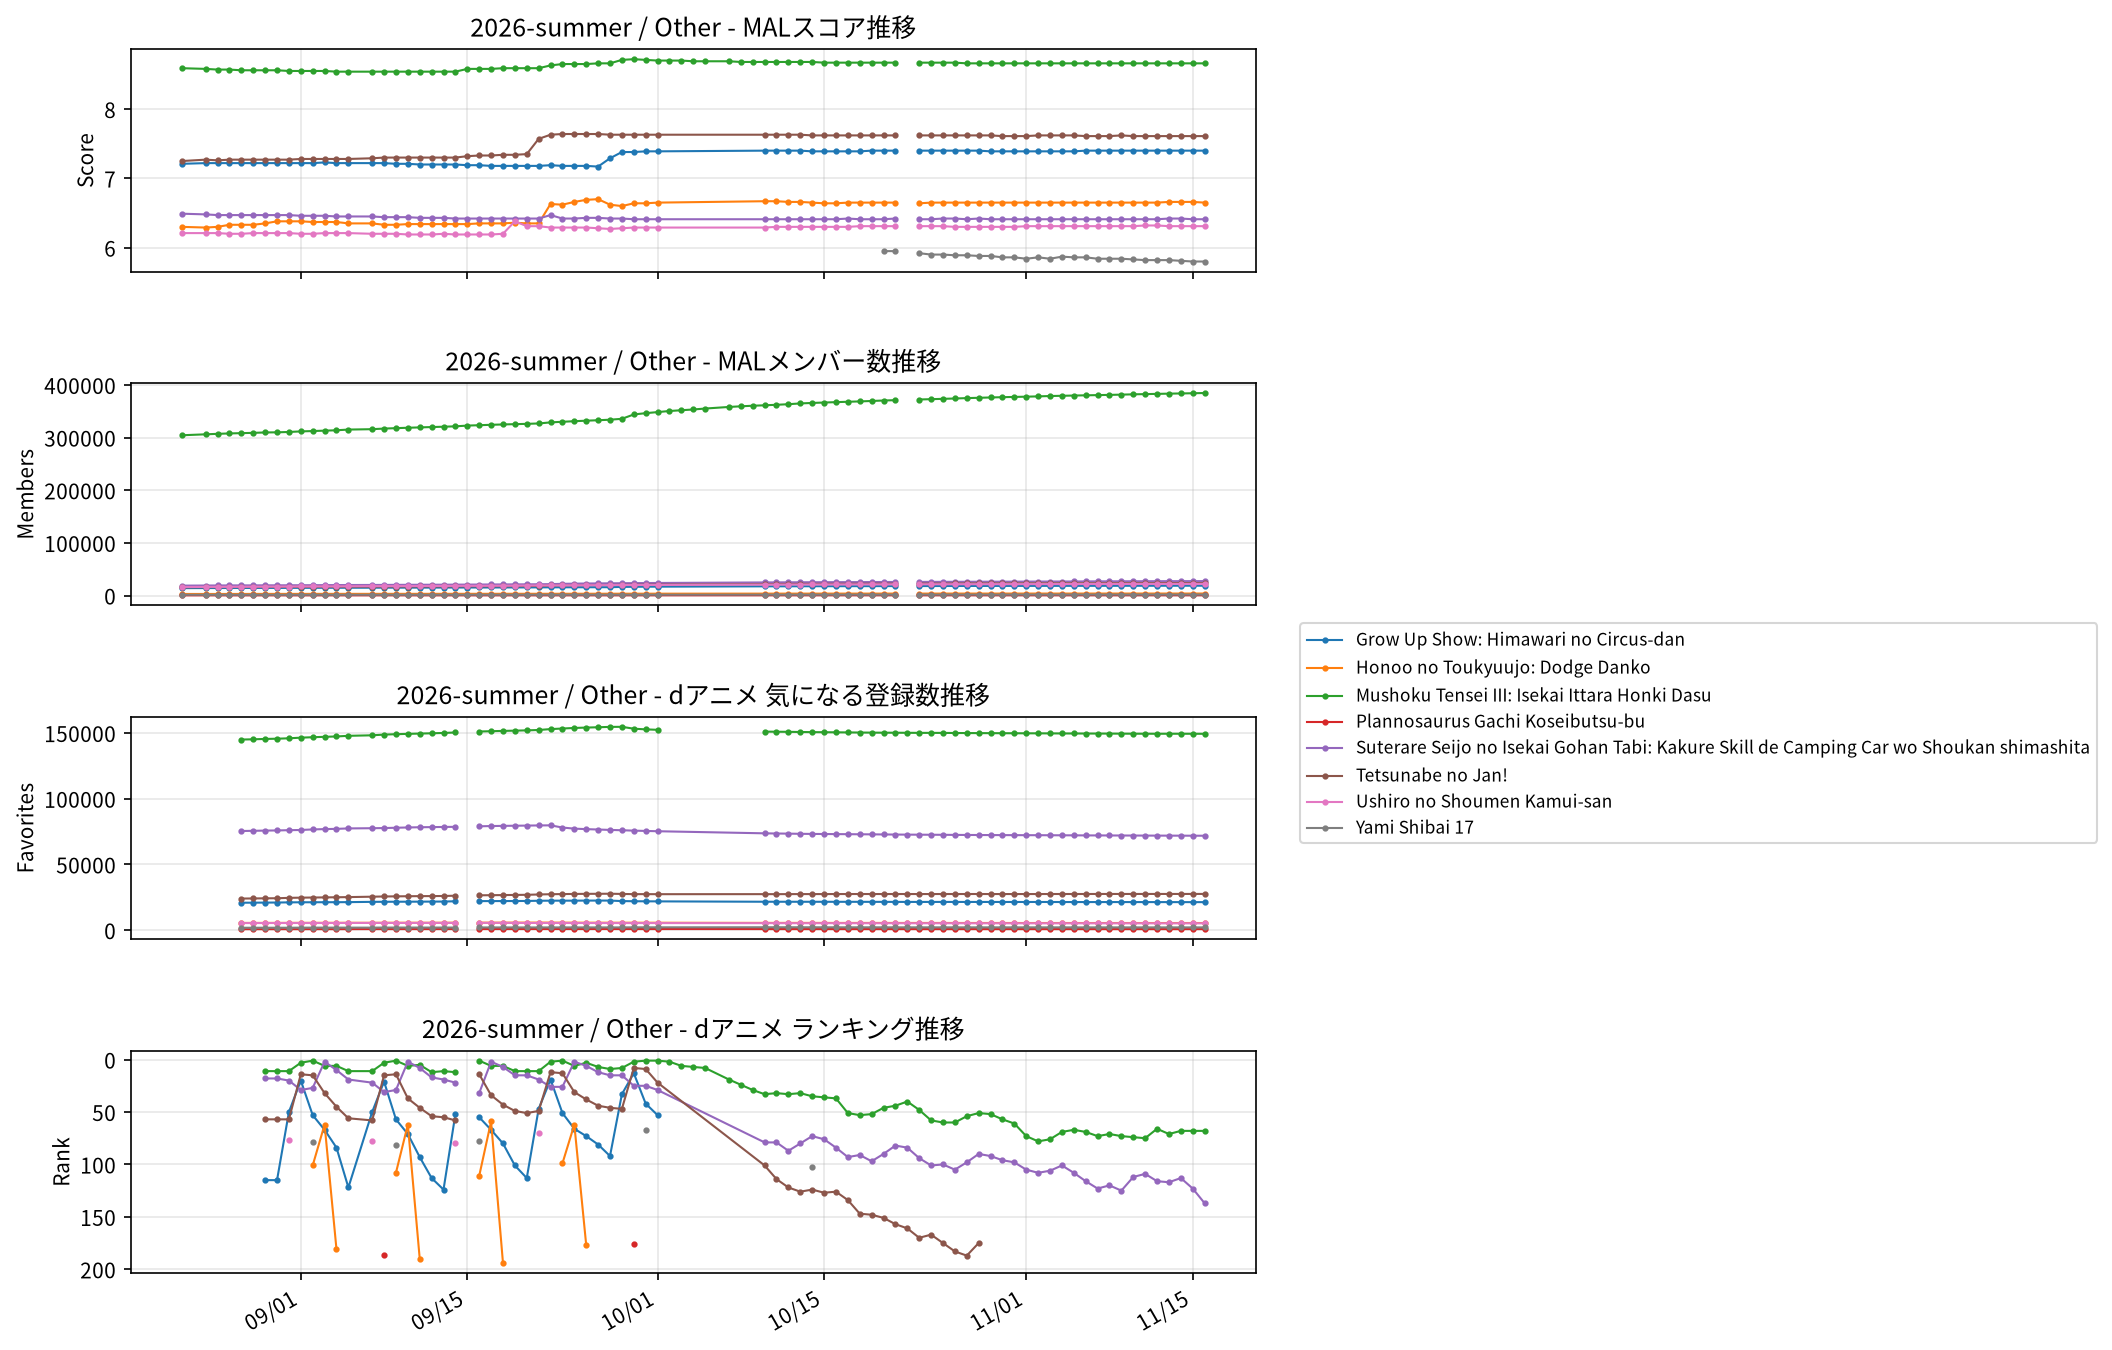 2026-summer / Other - MALスコア推移
Score
8
7
6
2026-summer / Other - MALメンバー数推移
Members
400000
300000
200000
100000
0
2026-summer / Other - dアニメ 気になる登録数推移
Favorites
150000
100000
50000
0
2026-summer / Other - dアニメ ランキング推移
Rank
0
50
100
150
200
09/01
09/15
10/01
10/15
11/01
11/15
Grow Up Show: Himawari no Circus-dan
Honoo no Toukyuujo: Dodge Danko
Mushoku Tensei III: Isekai Ittara Honki Dasu
Plannosaurus Gachi Koseibutsu-bu
Suterare Seijo no Isekai Gohan Tabi: Kakure Skill de Camping Car wo Shoukan shimashita
Tetsunabe no Jan!
Ushiro no Shoumen Kamui-san
Yami Shibai 17